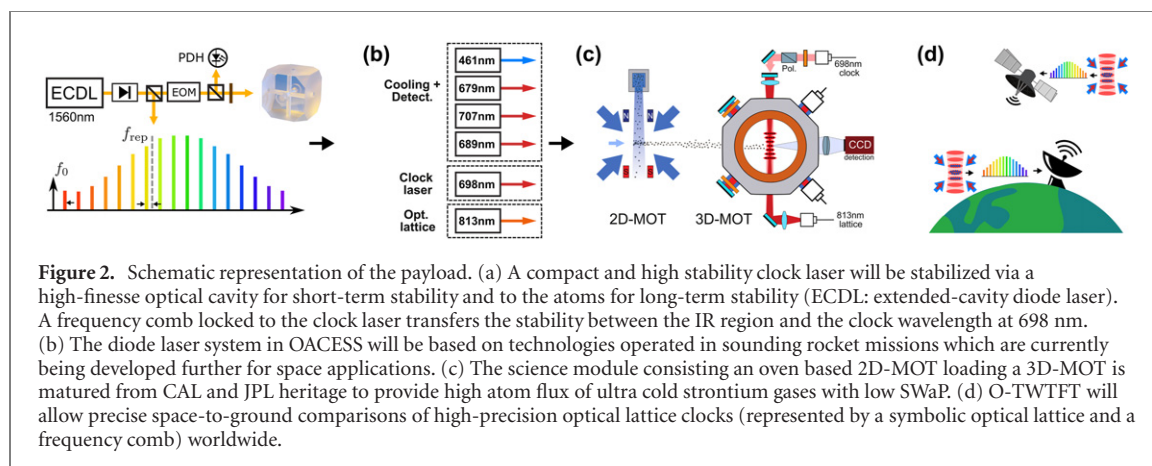 (b)
(c)
(d)
PDH
ECDL
EOM
1560nm
f_rep
f_0
Cooling +
Detect.
461nm
679nm
707nm
689nm
Clock
laser
698nm
Opt.
lattice
813nm
N
N
S
S
2D-MOT
3D-MOT
Pol.
698nm
clock
CCD
detection
813nm
lattice
Figure 2. Schematic representation of the payload. (a) A compact and high stability clock laser will be stabilized via a
high-finesse optical cavity for short-term stability and to the atoms for long-term stability (ECDL: extended-cavity diode laser).
A frequency comb locked to the clock laser transfers the stability between the IR region and the clock wavelength at 698 nm.
(b) The diode laser system in OACESS will be based on technologies operated in sounding rocket missions which are currently
being developed further for space applications. (c) The science module consisting an oven based 2D-MOT loading a 3D-MOT is
matured from CAL and JPL heritage to provide high atom flux of ultra cold strontium gases with low SWaP. (d) O-TWTFT will
allow precise space-to-ground comparisons of high-precision optical lattice clocks (represented by a symbolic optical lattice and a
frequency comb) worldwide.